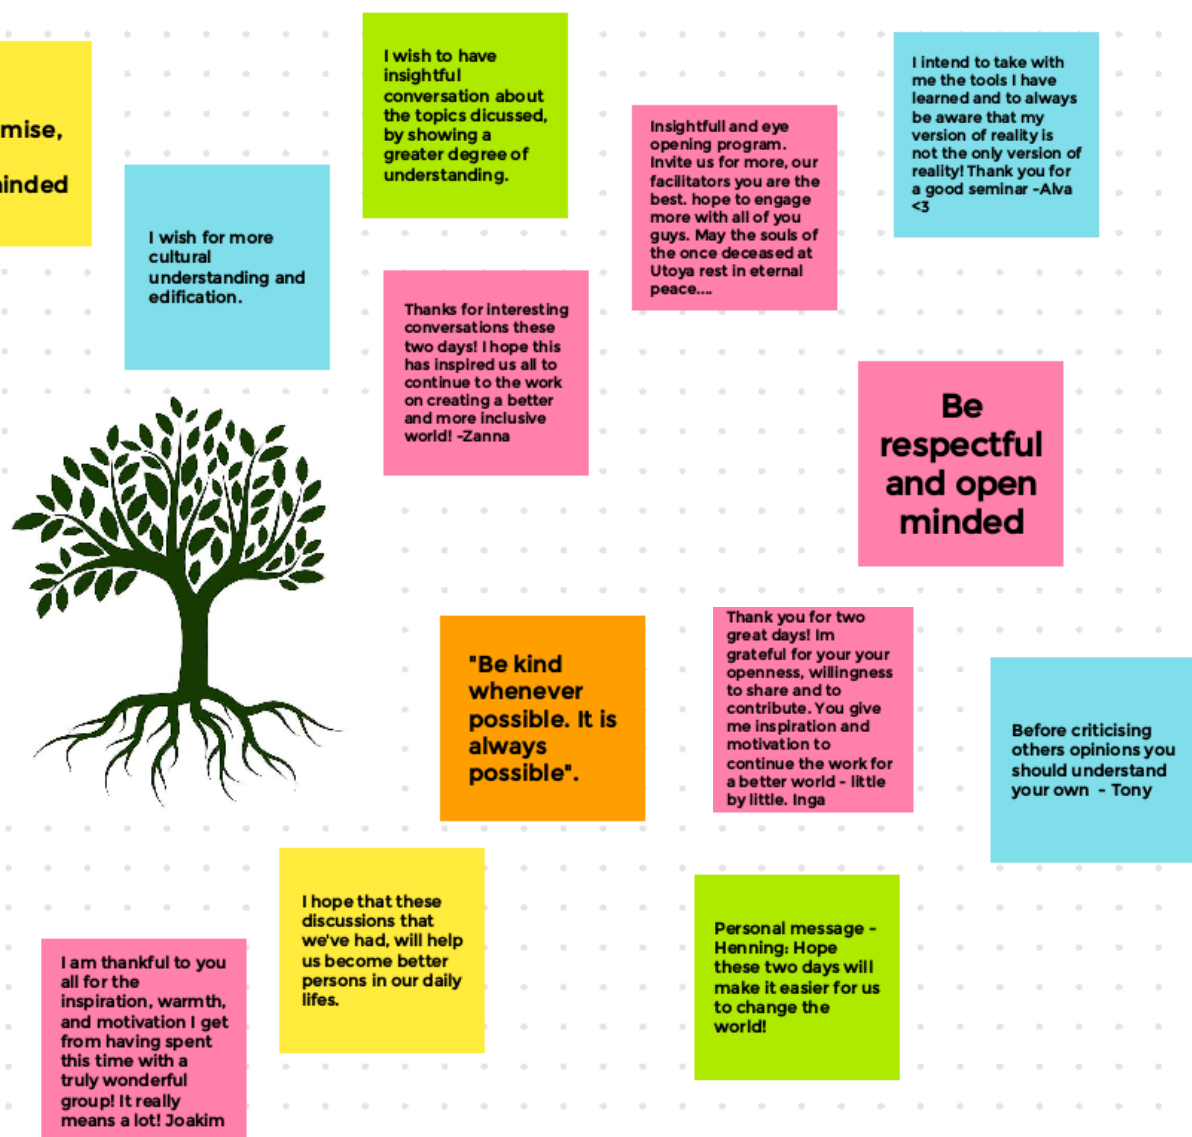 mise,
minded
I wish to have
insightful
conversation about
the topics dicussed,
by showing a
greater degree of
understanding.
I intend to take with
me the tools I have
learned and to always
be aware that my
version of reality is
not the only version of
reality! Thank you for
a good seminar -Alva
<3
Insightfull and eye
opening program.
Invite us for more, our
facilitators you are the
best. hope to engage
more with all of you
guys. May the souls of
the once deceased at
Utoya rest in eternal
peace....
I wish for more
cultural
understanding and
edification.
Thanks for interesting
conversations these
two days! I hope this
has inspired us all to
continue to the work
on creating a better
and more inclusive
world! -Zanna
Be
respectful
and open
minded
"Be kind
whenever
possible. It is
always
possible".
Thank you for two
great days! Im
grateful for your your
openness, willingness
to share and to
contribute. You give
me inspiration and
motivation to
continue the work for
a better world - little
by little. Inga
Before criticising
others opinions you
should understand
your own  - Tony
I hope that these
discussions that
we've had, will help
us become better
persons in our daily
lifes.
Personal message -
Henning: Hope
these two days will
make it easier for us
to change the
world!
I am thankful to you
all for the
inspiration, warmth,
and motivation I get
from having spent
this time with a
truly wonderful
group! It really
means a lot! Joakim